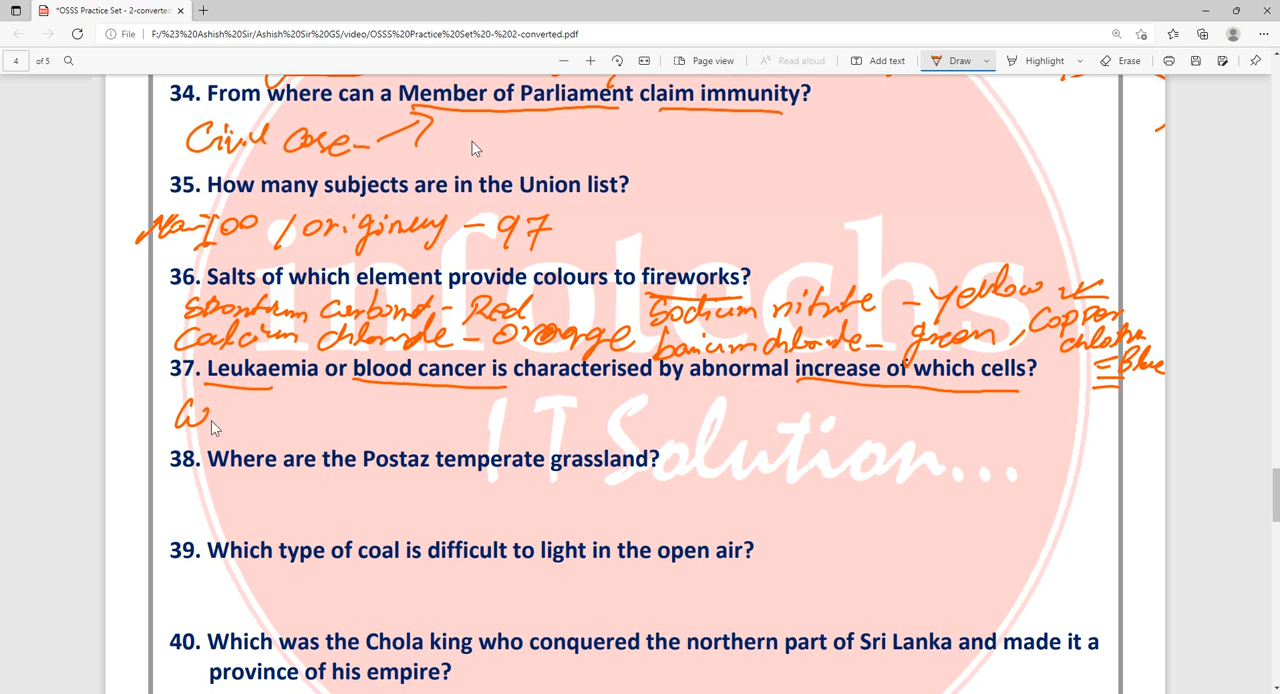 *OSSS Practice Set - 2-converted
File F:/%23%20Ashish%20Sir/Ashish%20Sir%20GS/video/OSSS%20Practice%20Set%20-%202-converted.pdf
4 of 5 Page view Read aloud Add text Draw Highlight Erase
34. From where can a Member of Parliament claim immunity?
Civil case
35. How many subjects are in the Union list?
100 / originery - 97
36. Salts of which element provide colours to fireworks?
Strontium carbonat - Red Sodium nitrate - Yellow
Calcium chloride - orange barium chloride - green, Copper
chloride
= Blue
37. Leukaemia or blood cancer is characterised by abnormal increase of which cells?
infotechs
IT Solution...
38. Where are the Postaz temperate grassland?
39. Which type of coal is difficult to light in the open air?
40. Which was the Chola king who conquered the northern part of Sri Lanka and made it a
province of his empire?